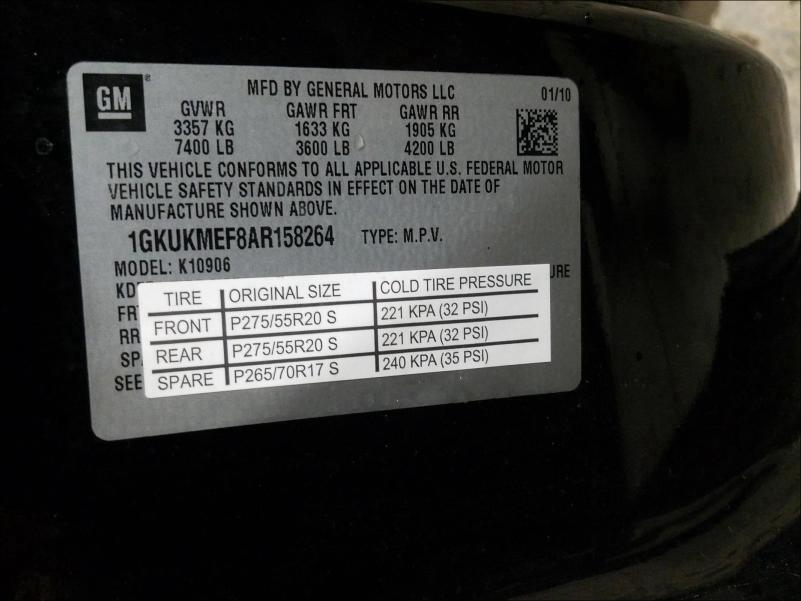 GM
MFD BY GENERAL MOTORS LLC
01/10
GVWR GAWR FRT GAWR RR
3357 KG 1633 KG 1905 KG
7400 LB 3600 LB 4200 LB
THIS VEHICLE CONFORMS TO ALL APPLICABLE U.S. FEDERAL MOTOR
VEHICLE SAFETY STANDARDS IN EFFECT ON THE DATE OF
MANUFACTURE SHOWN ABOVE.
1GKUKMEF8AR158264 TYPE: M.P.V.
MODEL: K10906
TIRE ORIGINAL SIZE COLD TIRE PRESSURE
FRONT P275/55R20 S 221 KPA (32 PSI)
REAR P275/55R20 S 221 KPA (32 PSI)
SPARE P265/70R17 S 240 KPA (35 PSI)
SEE